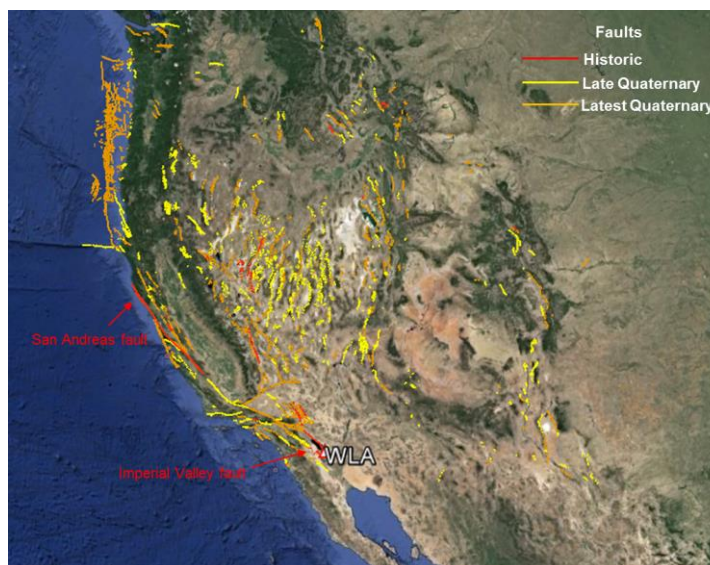 Faults
Historic
Late Quaternary
Latest Quaternary
San Andreas fault
WLA
Imperial Valley fault